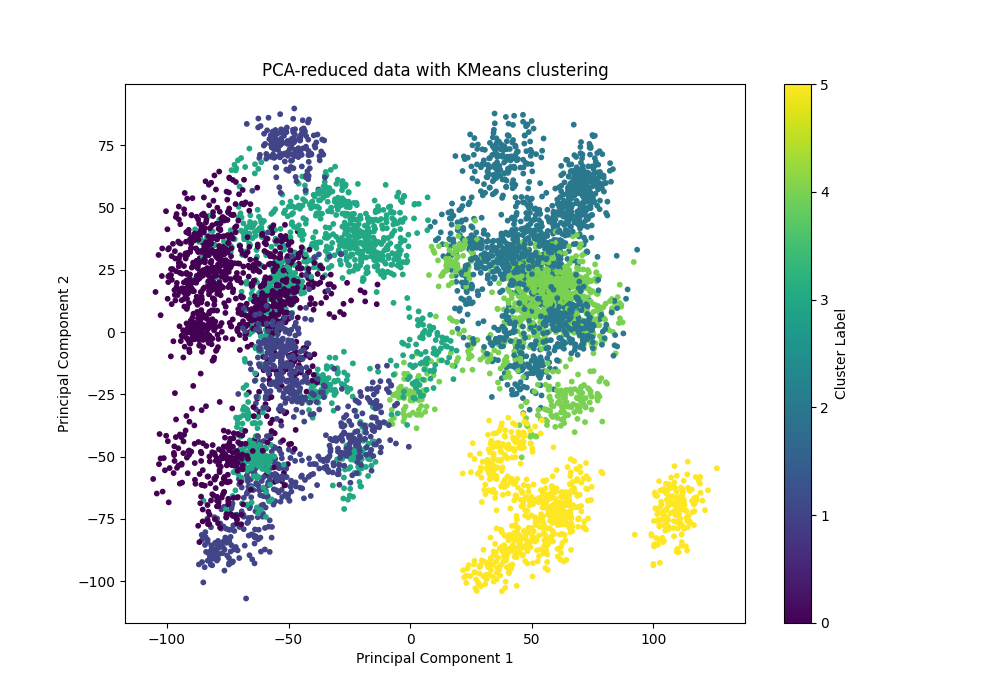 PCA-reduced data with KMeans clustering
75
50
25
0
−25
−50
−75
−100
Principal Component 2
−100 −50 0 50 100
Principal Component 1
5
4
3
2
1
0
Cluster Label